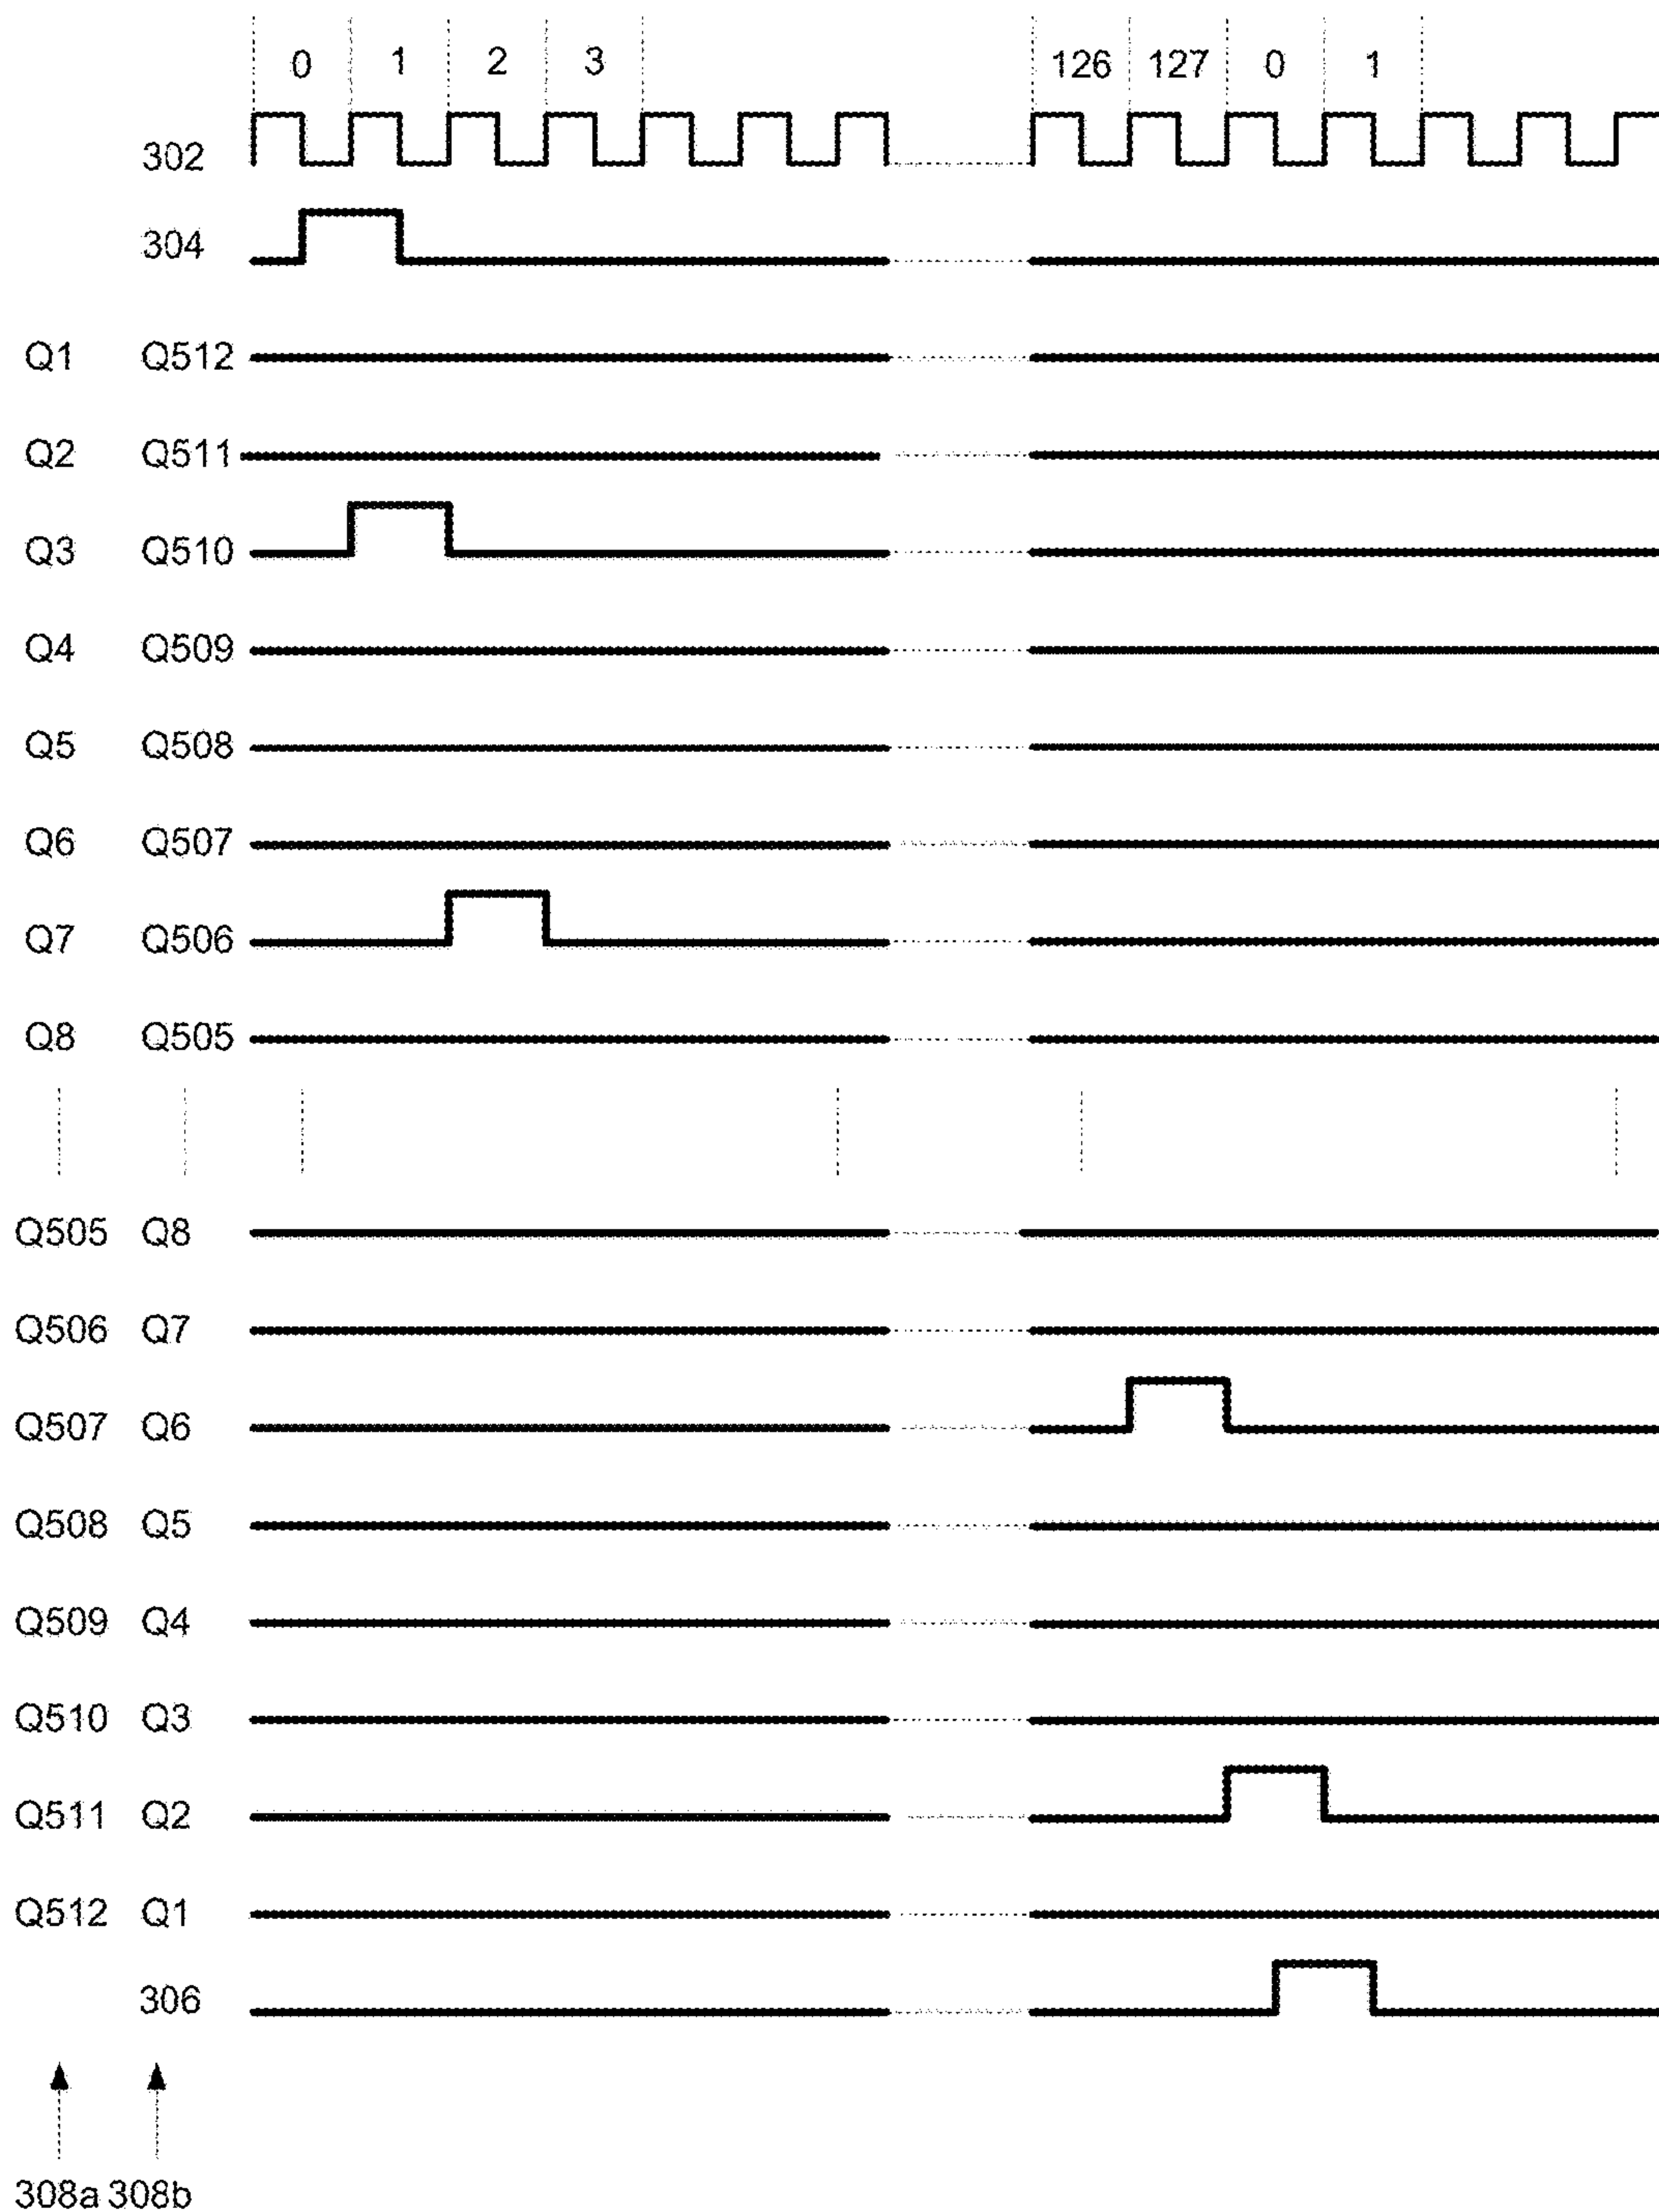 0 1 2 3 126 127 0 1
302
304
Q1 Q512
Q2 Q511
Q3 Q510
Q4 Q509
Q5 Q508
Q6 Q507
Q7 Q506
Q8 Q505
Q505 Q8
Q506 Q7
Q507 Q6
Q508 Q5
Q509 Q4
Q510 Q3
Q511 Q2
Q512 Q1
306
308a 308b